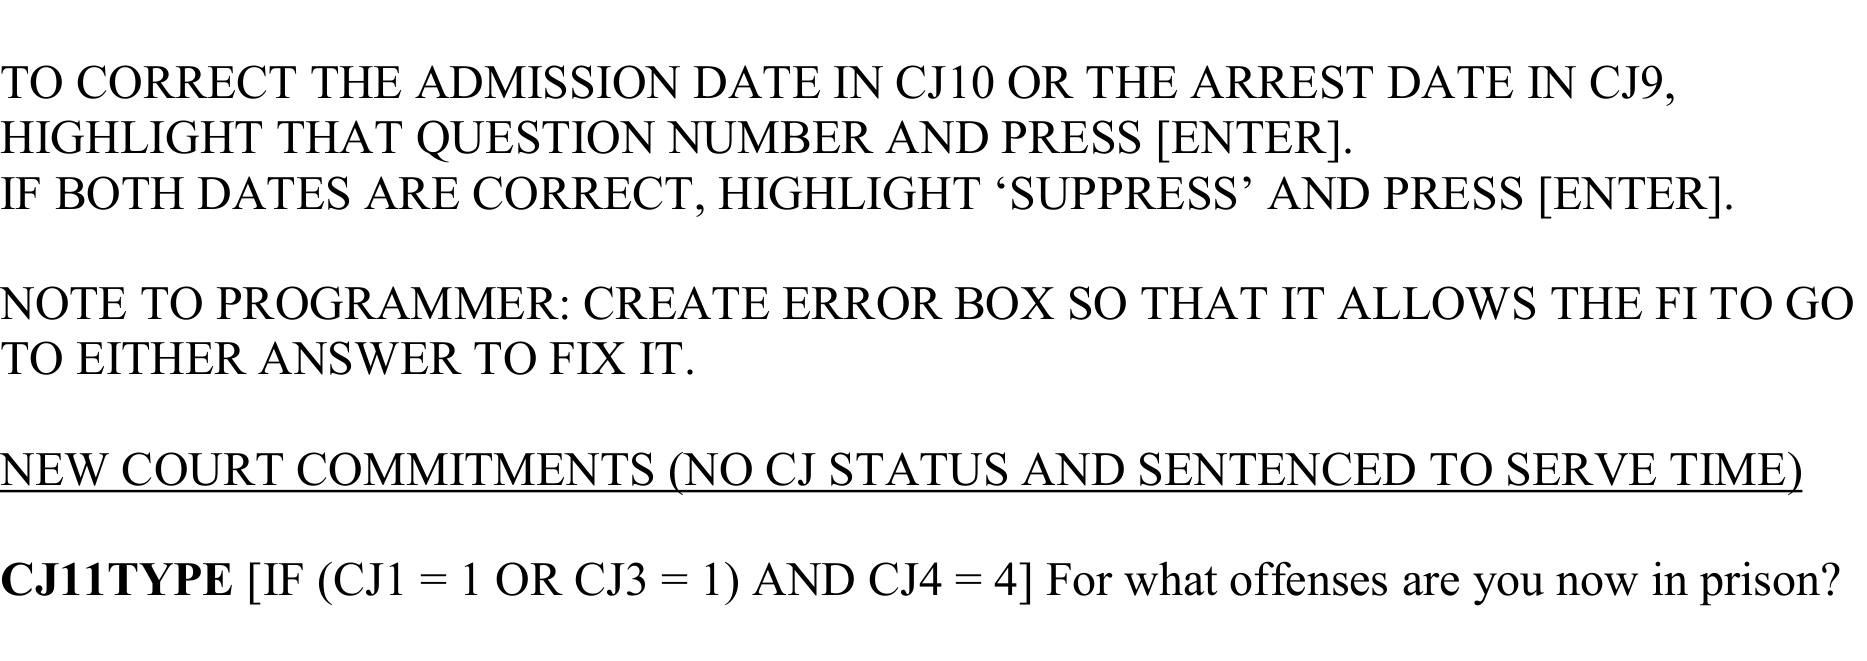 TO CORRECT THE ADMISSION DATE IN CJ10 OR THE ARREST DATE IN CJ9,
HIGHLIGHT THAT QUESTION NUMBER AND PRESS [ENTER].
IF BOTH DATES ARE CORRECT, HIGHLIGHT ‘SUPPRESS’ AND PRESS [ENTER].
NOTE TO PROGRAMMER: CREATE ERROR BOX SO THAT IT ALLOWS THE FI TO GO
TO EITHER ANSWER TO FIX IT.
NEW COURT COMMITMENTS (NO CJ STATUS AND SENTENCED TO SERVE TIME)
CJ11TYPE [IF (CJ1 = 1 OR CJ3 = 1) AND CJ4 = 4] For what offenses are you now in prison?